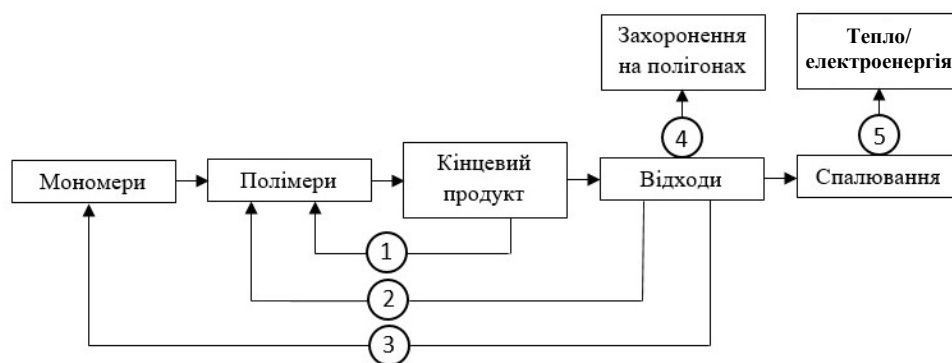 Захоронення
на полігонах
Тепло/
електроенергія
4
5
Мономери
Полімери
Кінцевий
продукт
Відходи
Спалювання
1
2
3